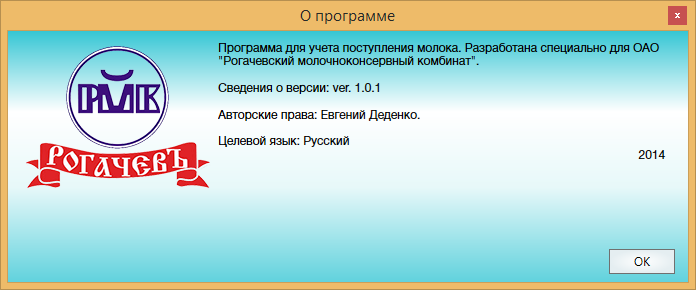 О программе
x
РМК
РОГАЧЕВЪ
Программа для учета поступления молока. Разработана специально для ОАО
"Рогачевский молочноконсервный комбинат".
Сведения о версии: ver. 1.0.1
Авторские права: Евгений Деденко.
Целевой язык: Русский
2014
OK